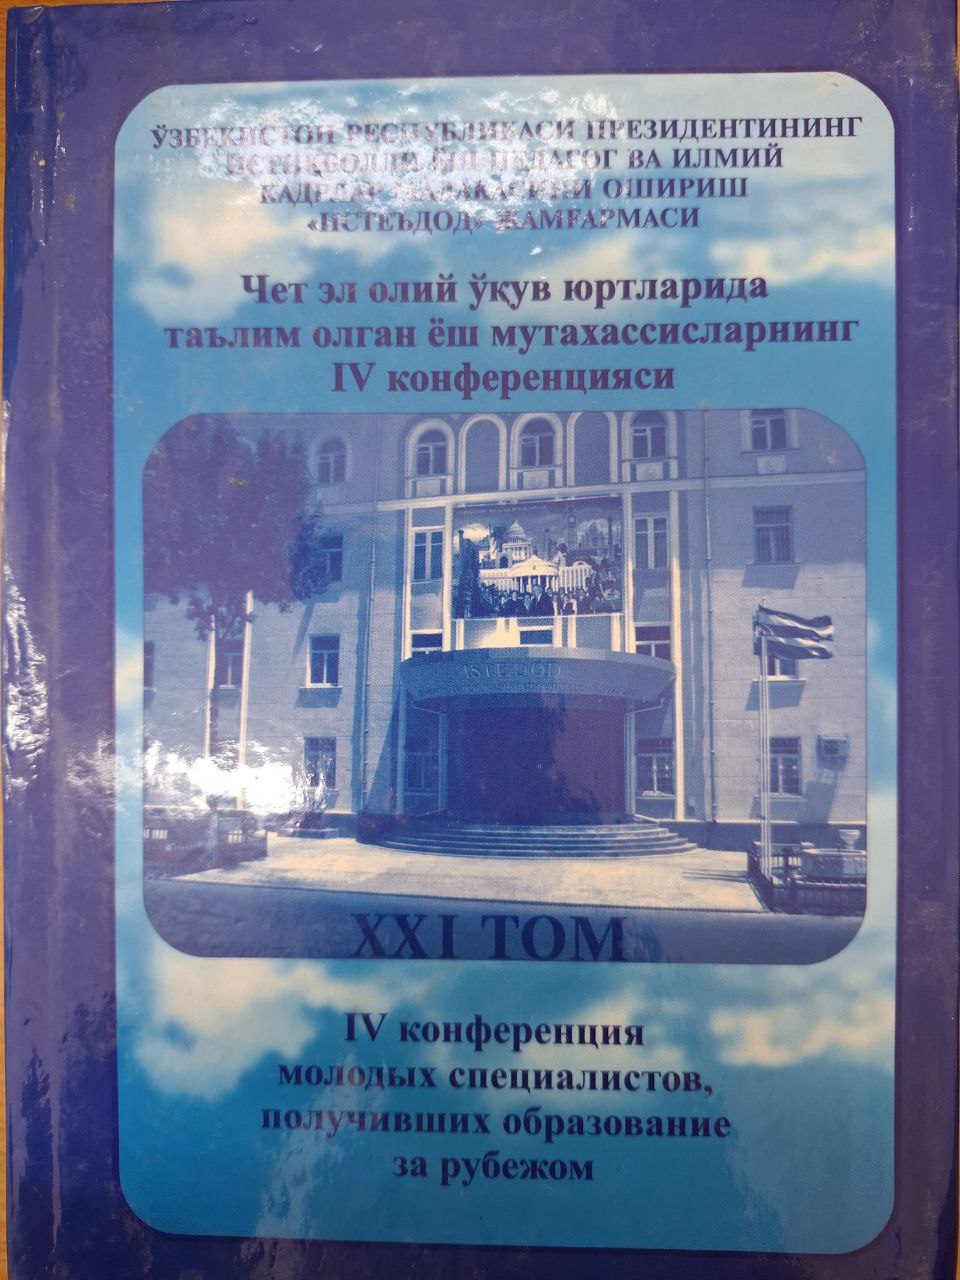 ЎЗБЕКИСТОН РЕСПУБЛИКАСИ ПРЕЗИДЕНТИНИНГ
ИСТИҚБОЛЛИ ЁШ ПЕДАГОГ ВА ИЛМИЙ
КАДРЛАР МАЛАКАСИНИ ОШИРИШ
«ИСТЕЪДОД» ЖАМҒАРМАСИ
Чет эл олий ўқув юртларида
таълим олган ёш мутахассисларнинг
IV конференцияси
XXI ТОМ
IV конференция
молодых специалистов,
получивших образование
за рубежом